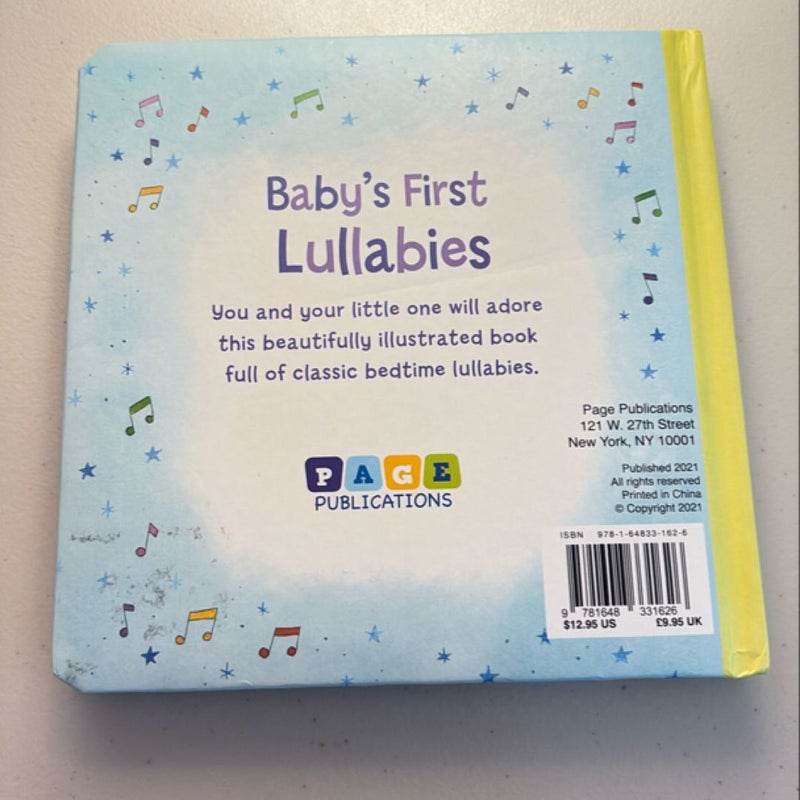 Baby's First
Lullabies
You and your little one will adore
this beautifully illustrated book
full of classic bedtime lullabies.
PAGE
PUBLICATIONS
Page Publications
121 W. 27th Street
New York, NY 10001
Published 2021
All rights reserved
Printed in China
© Copyright 2021
ISBN 978-1-64833-162-6
9 781648 331626
$12.95 US £9.95 UK